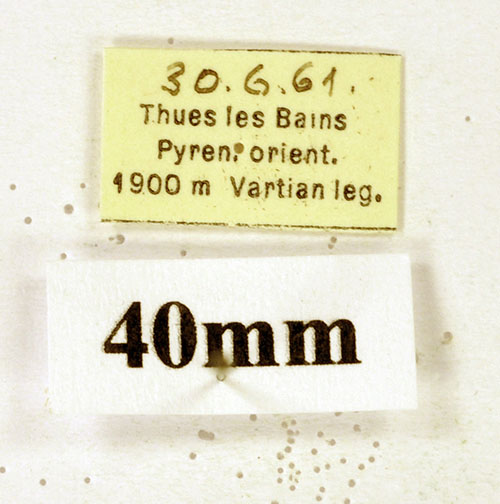 30.6.61.
Thues les Bains
Pyren. orient.
1900 m Vartian leg.
40mm